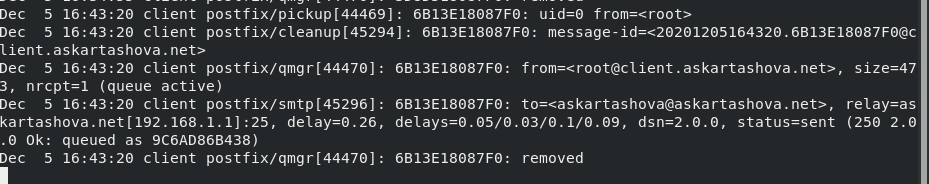 Dec  5 16:43:20 client postfix/pickup[44469]: 6B13E18087F0: uid=0 from=<root>
Dec  5 16:43:20 client postfix/cleanup[45294]: 6B13E18087F0: message-id=<20201205164320.6B13E18087F0@c
lient.askartashova.net>
Dec  5 16:43:20 client postfix/qmgr[44470]: 6B13E18087F0: from=<root@client.askartashova.net>, size=47
3, nrcpt=1 (queue active)
Dec  5 16:43:20 client postfix/smtp[45296]: 6B13E18087F0: to=<askartashova@askartashova.net>, relay=as
kartashova.net[192.168.1.1]:25, delay=0.26, delays=0.05/0.03/0.1/0.09, dsn=2.0.0, status=sent (250 2.0
.0 Ok: queued as 9C6AD86B438)
Dec  5 16:43:20 client postfix/qmgr[44470]: 6B13E18087F0: removed